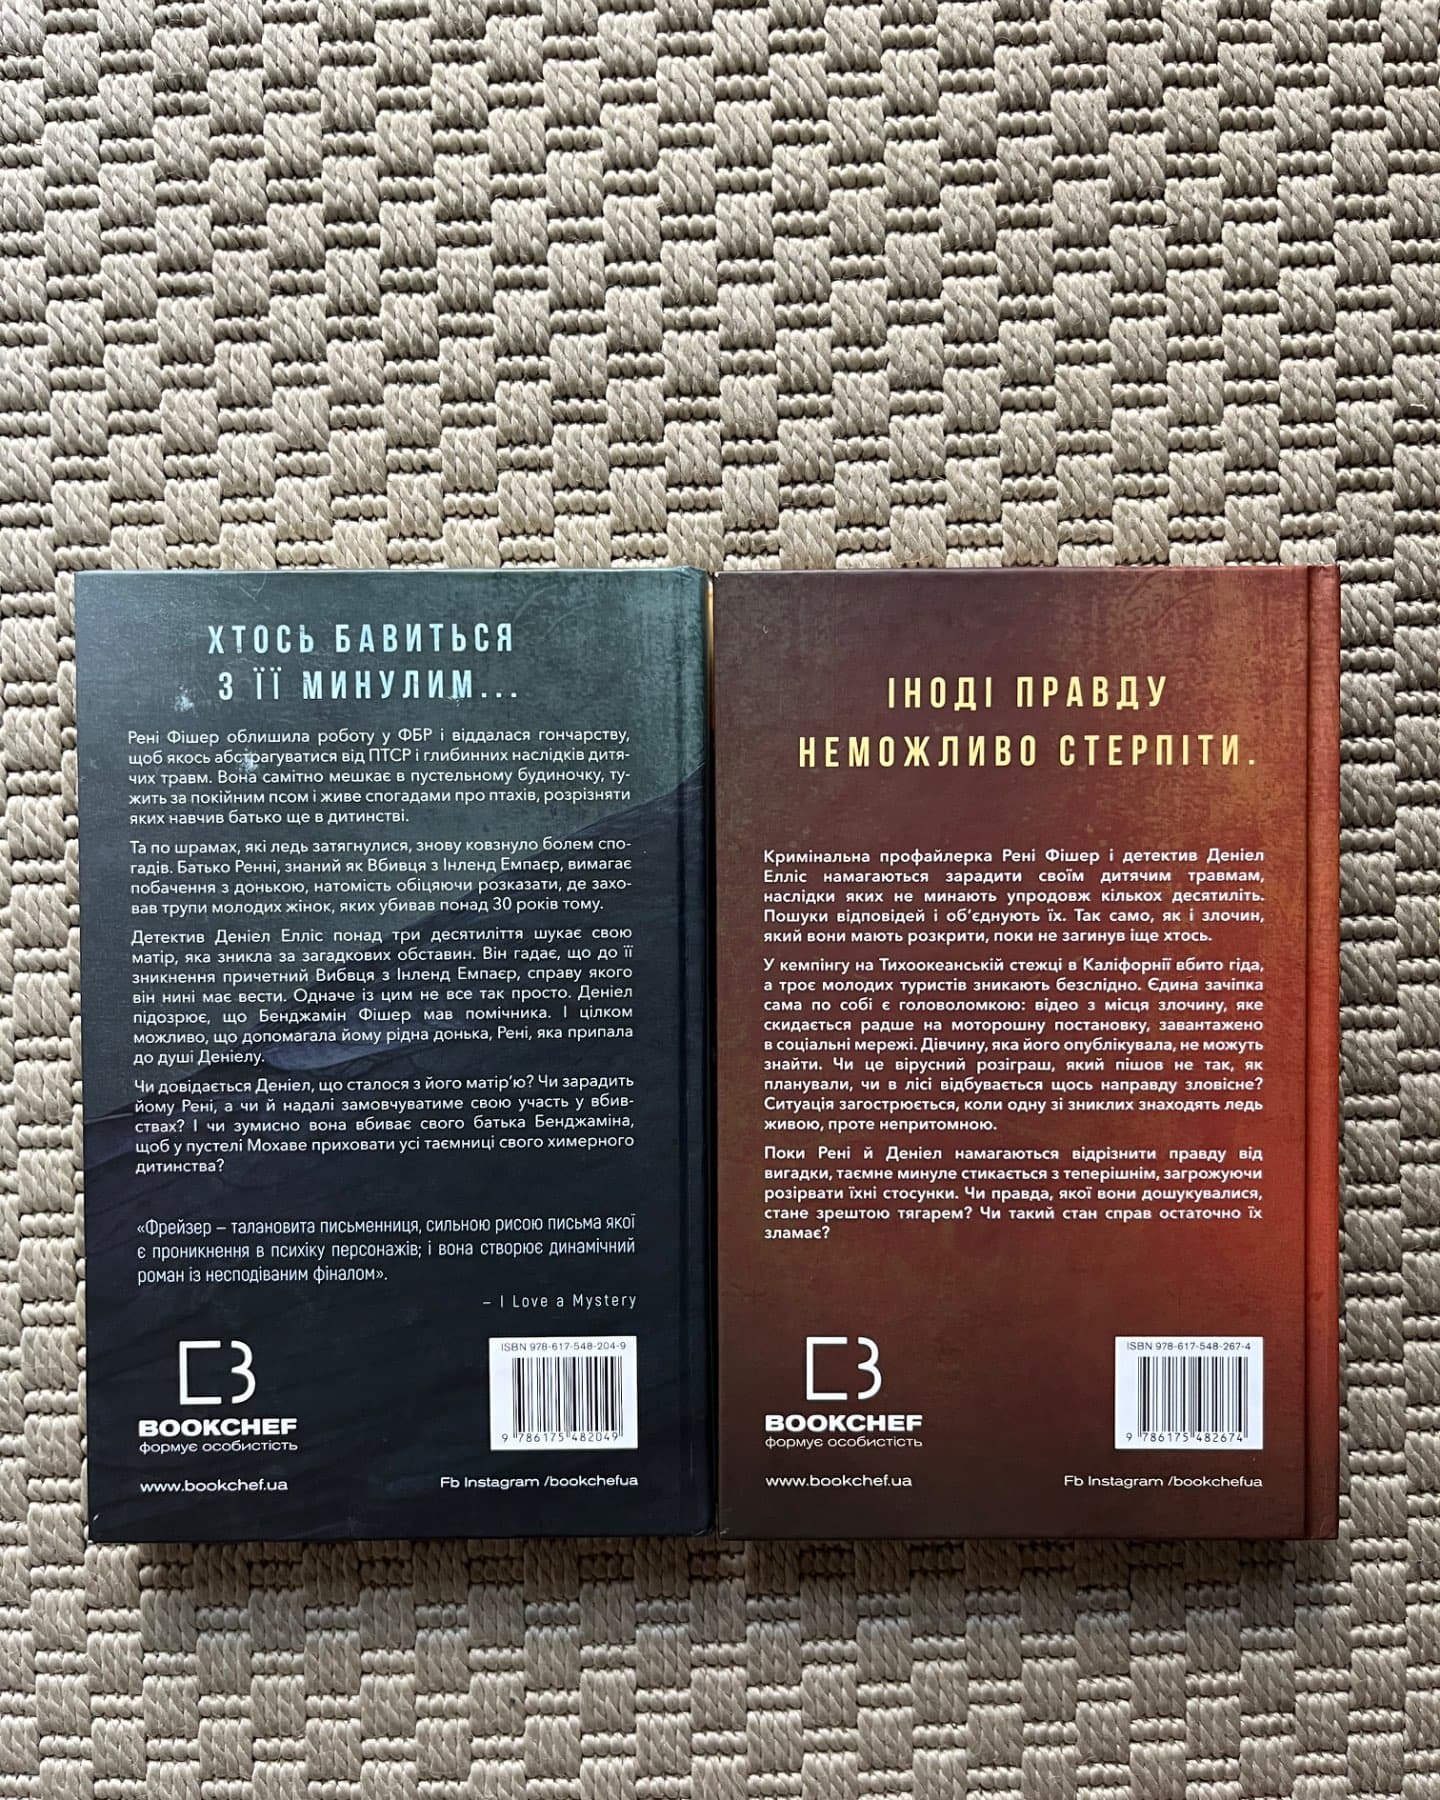 ХТОСЬ БАВИТЬСЯ
З ЇЇ МИНУЛИМ...
Рені Фішер облишила роботу у ФБР і віддалася гончарству,
щоб якось абстрагуватися від ПТСР і глибинних наслідків дитя-
чих травм. Вона самітно мешкає в пустельному будиночку, ту-
жить за покійним псом і живе спогадами про птахів, розрізняти
яких навчив батько ще в дитинстві.
Та по шрамах, які ледь затягнулися, знову ковзнуло болем спо-
гадів. Батько Ренні, знаний як Вбивця з Інленд Емпаєр, вимагає
побачення з донькою, натомість обіцяючи розказати, де захо-
вав трупи молодих жінок, яких убивав понад 30 років тому.
Детектив Деніел Елліс понад три десятиліття шукає свою
матір, яка зникла за загадкових обставин. Він гадає, що до її
зникнення причетний Вибвця з Інленд Емпаєр, справу якого
він нині має вести. Одначе із цим не все так просто. Деніел
підозрює, що Бенджамін Фішер мав помічника. І цілком
можливо, що допомагала йому рідна донька, Рені, яка припала
до душі Деніелу.
Чи довідається Деніел, що сталося з його матір'ю? Чи зарадить
йому Рені, а чи й надалі замовчуватиме свою участь у вбив-
ствах? І чи зумисно вона вбиває свого батька Бенджаміна,
щоб у пустелі Мохаве приховати усі таємниці свого химерного
дитинства?
«Фрейзер – талановита письменниця, сильною рисою письма якої
є проникнення в психіку персонажів; і вона створює динамічний
роман із несподіваним фіналом».
– I Love a Mystery
BOOKCHEF
формує особистість
www.bookchef.ua
ISBN 978-617-548-204-9
9 786175 482049
Fb Instagram /bookchefua
ІНОДІ ПРАВДУ
НЕМОЖЛИВО СТЕРПІТИ.
Кримінальна профайлерка Рені Фішер і детектив Деніел
Елліс намагаються зарадити своїм дитячим травмам,
наслідки яких не минають упродовж кількох десятиліть.
Пошуки відповідей і об'єднують їх. Так само, як і злочин,
який вони мають розкрити, поки не загинув іще хтось.
У кемпінгу на Тихоокеанській стежці в Каліфорнії вбито гіда,
а троє молодих туристів зникають безслідно. Єдина зачіпка
сама по собі є головоломкою: відео з місця злочину, яке
скидається радше на моторошну постановку, завантажено
в соціальні мережі. Дівчину, яка його опублікувала, не можуть
знайти. Чи це вірусний розіграш, який пішов не так, як
планували, чи в лісі відбувається щось направду зловісне?
Ситуація загострюється, коли одну зі зниклих знаходять ледь
живою, проте непритомною.
Поки Рені й Деніел намагаються відрізнити правду від
вигадки, таємне минуле стикається з теперішнім, загрожуючи
розірвати їхні стосунки. Чи правда, якої вони дошукувалися,
стане зрештою тягарем? Чи такий стан справ остаточно їх
зламає?
BOOKCHEF
формує особистість
www.bookchef.ua
ISBN 978-617-548-267-4
9 786175 482674
Fb Instagram /bookchefua